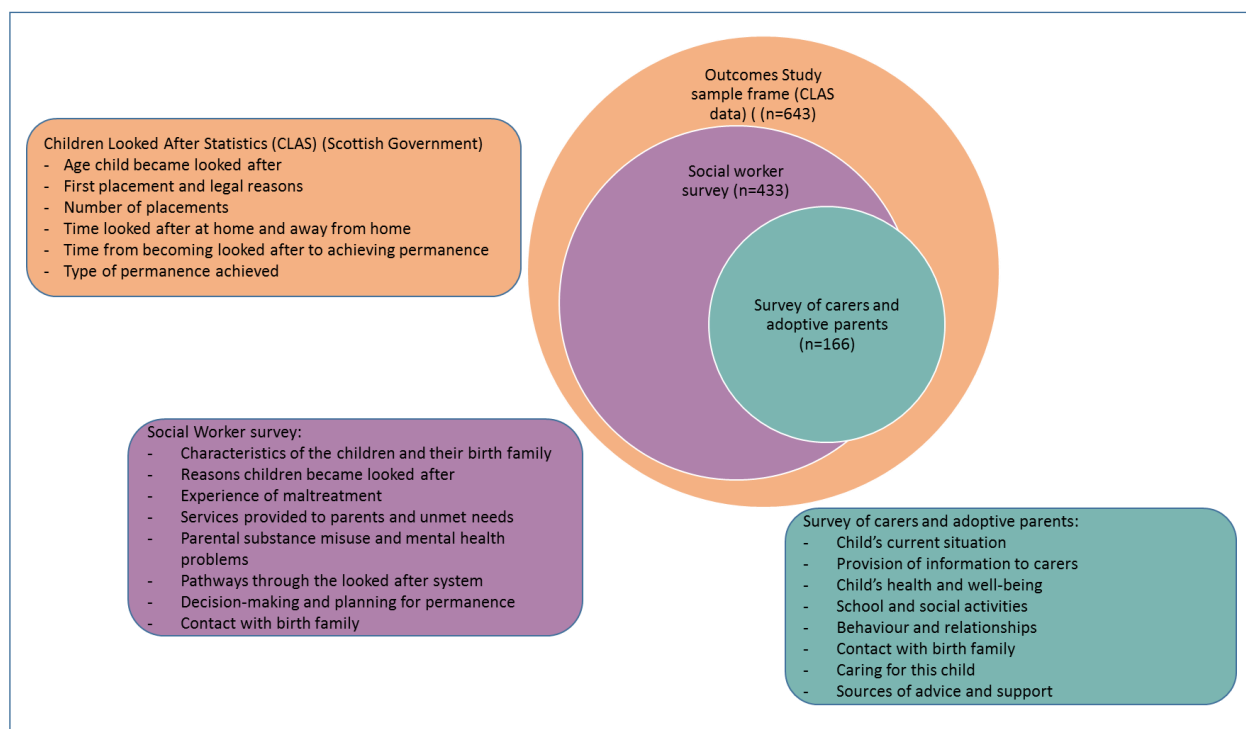 Outcomes Study
sample frame (CLAS
data) ( (n=643)
Social worker
survey (n=433)
Survey of carers and
adoptive parents
(n=166)
Children Looked After Statistics (CLAS) (Scottish Government)
- Age child became looked after
- First placement and legal reasons
- Number of placements
- Time looked after at home and away from home
- Time from becoming looked after to achieving permanence
- Type of permanence achieved
Social Worker survey:
- Characteristics of the children and their birth family
- Reasons children became looked after
- Experience of maltreatment
- Services provided to parents and unmet needs
- Parental substance misuse and mental health
problems
- Pathways through the looked after system
- Decision-making and planning for permanence
- Contact with birth family
Survey of carers and adoptive parents:
- Child’s current situation
- Provision of information to carers
- Child’s health and well-being
- School and social activities
- Behaviour and relationships
- Contact with birth family
- Caring for this child
- Sources of advice and support